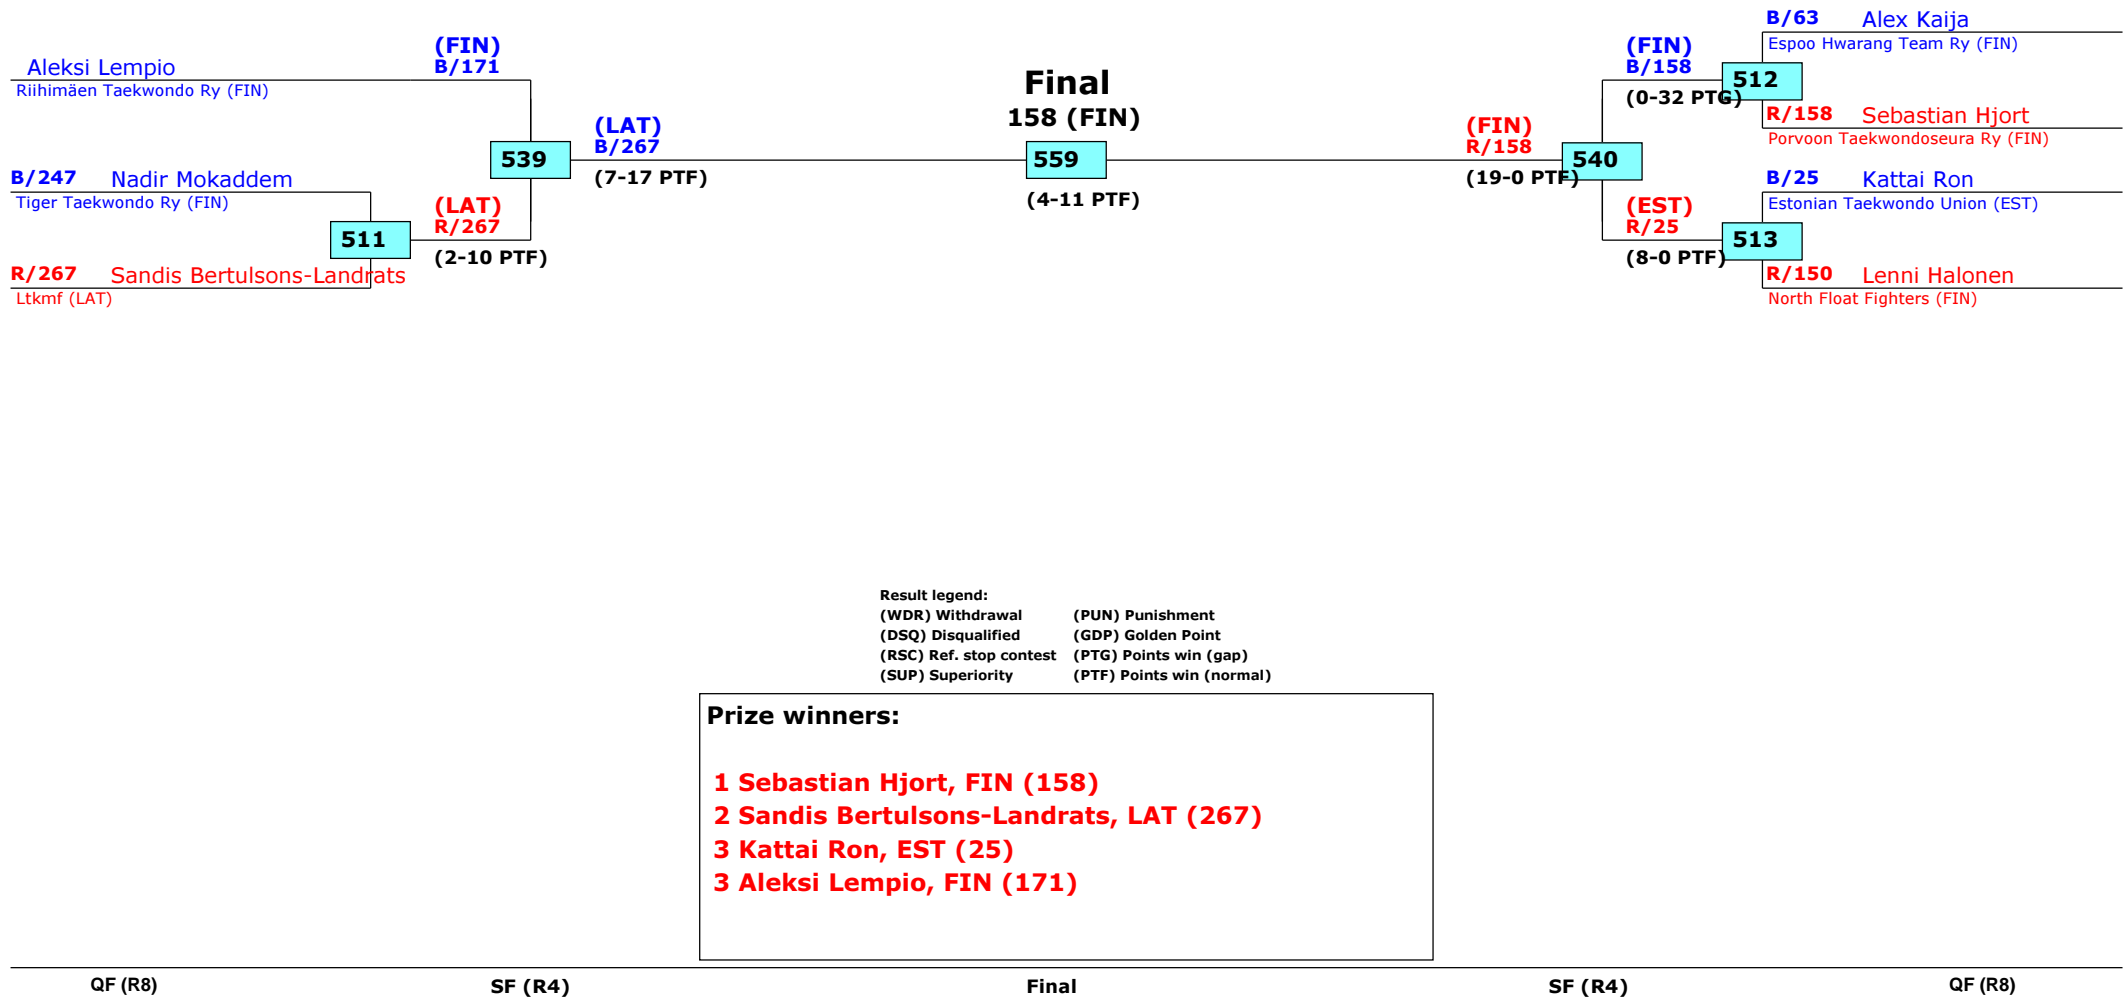 Aleksi Lempio
Riihimäen Taekwondo Ry (FIN)
(FIN)
B/171
B/247 Nadir Mokaddem
Tiger Taekwondo Ry (FIN)
511
R/267 Sandis Bertulsons-Landrats
Ltkmf (LAT)
(LAT)
R/267
(2-10 PTF)
539
(LAT)
B/267
(7-17 PTF)
Final
158 (FIN)
559
(4-11 PTF)
(FIN)
R/158
(19-0 PTF)
540
(FIN)
B/158
(0-32 PTG)
512
B/63 Alex Kaija
Espoo Hwarang Team Ry (FIN)
R/158 Sebastian Hjort
Porvoon Taekwondoseura Ry (FIN)
(EST)
R/25
(8-0 PTF)
513
B/25 Kattai Ron
Estonian Taekwondo Union (EST)
R/150 Lenni Halonen
North Float Fighters (FIN)
Result legend:
(WDR) Withdrawal (PUN) Punishment
(DSQ) Disqualified (GDP) Golden Point
(RSC) Ref. stop contest (PTG) Points win (gap)
(SUP) Superiority (PTF) Points win (normal)
Prize winners:
1 Sebastian Hjort, FIN (158)
2 Sandis Bertulsons-Landrats, LAT (267)
3 Kattai Ron, EST (25)
3 Aleksi Lempio, FIN (171)
QF (R8) SF (R4) Final SF (R4) QF (R8)